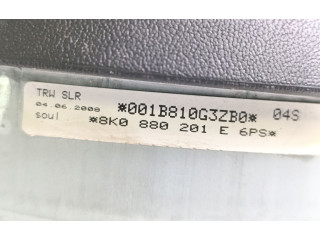 TRW SLR
04.06.2008 *001B810G3ZB0* 04S
soul *8K0 880 201 E 6PS*